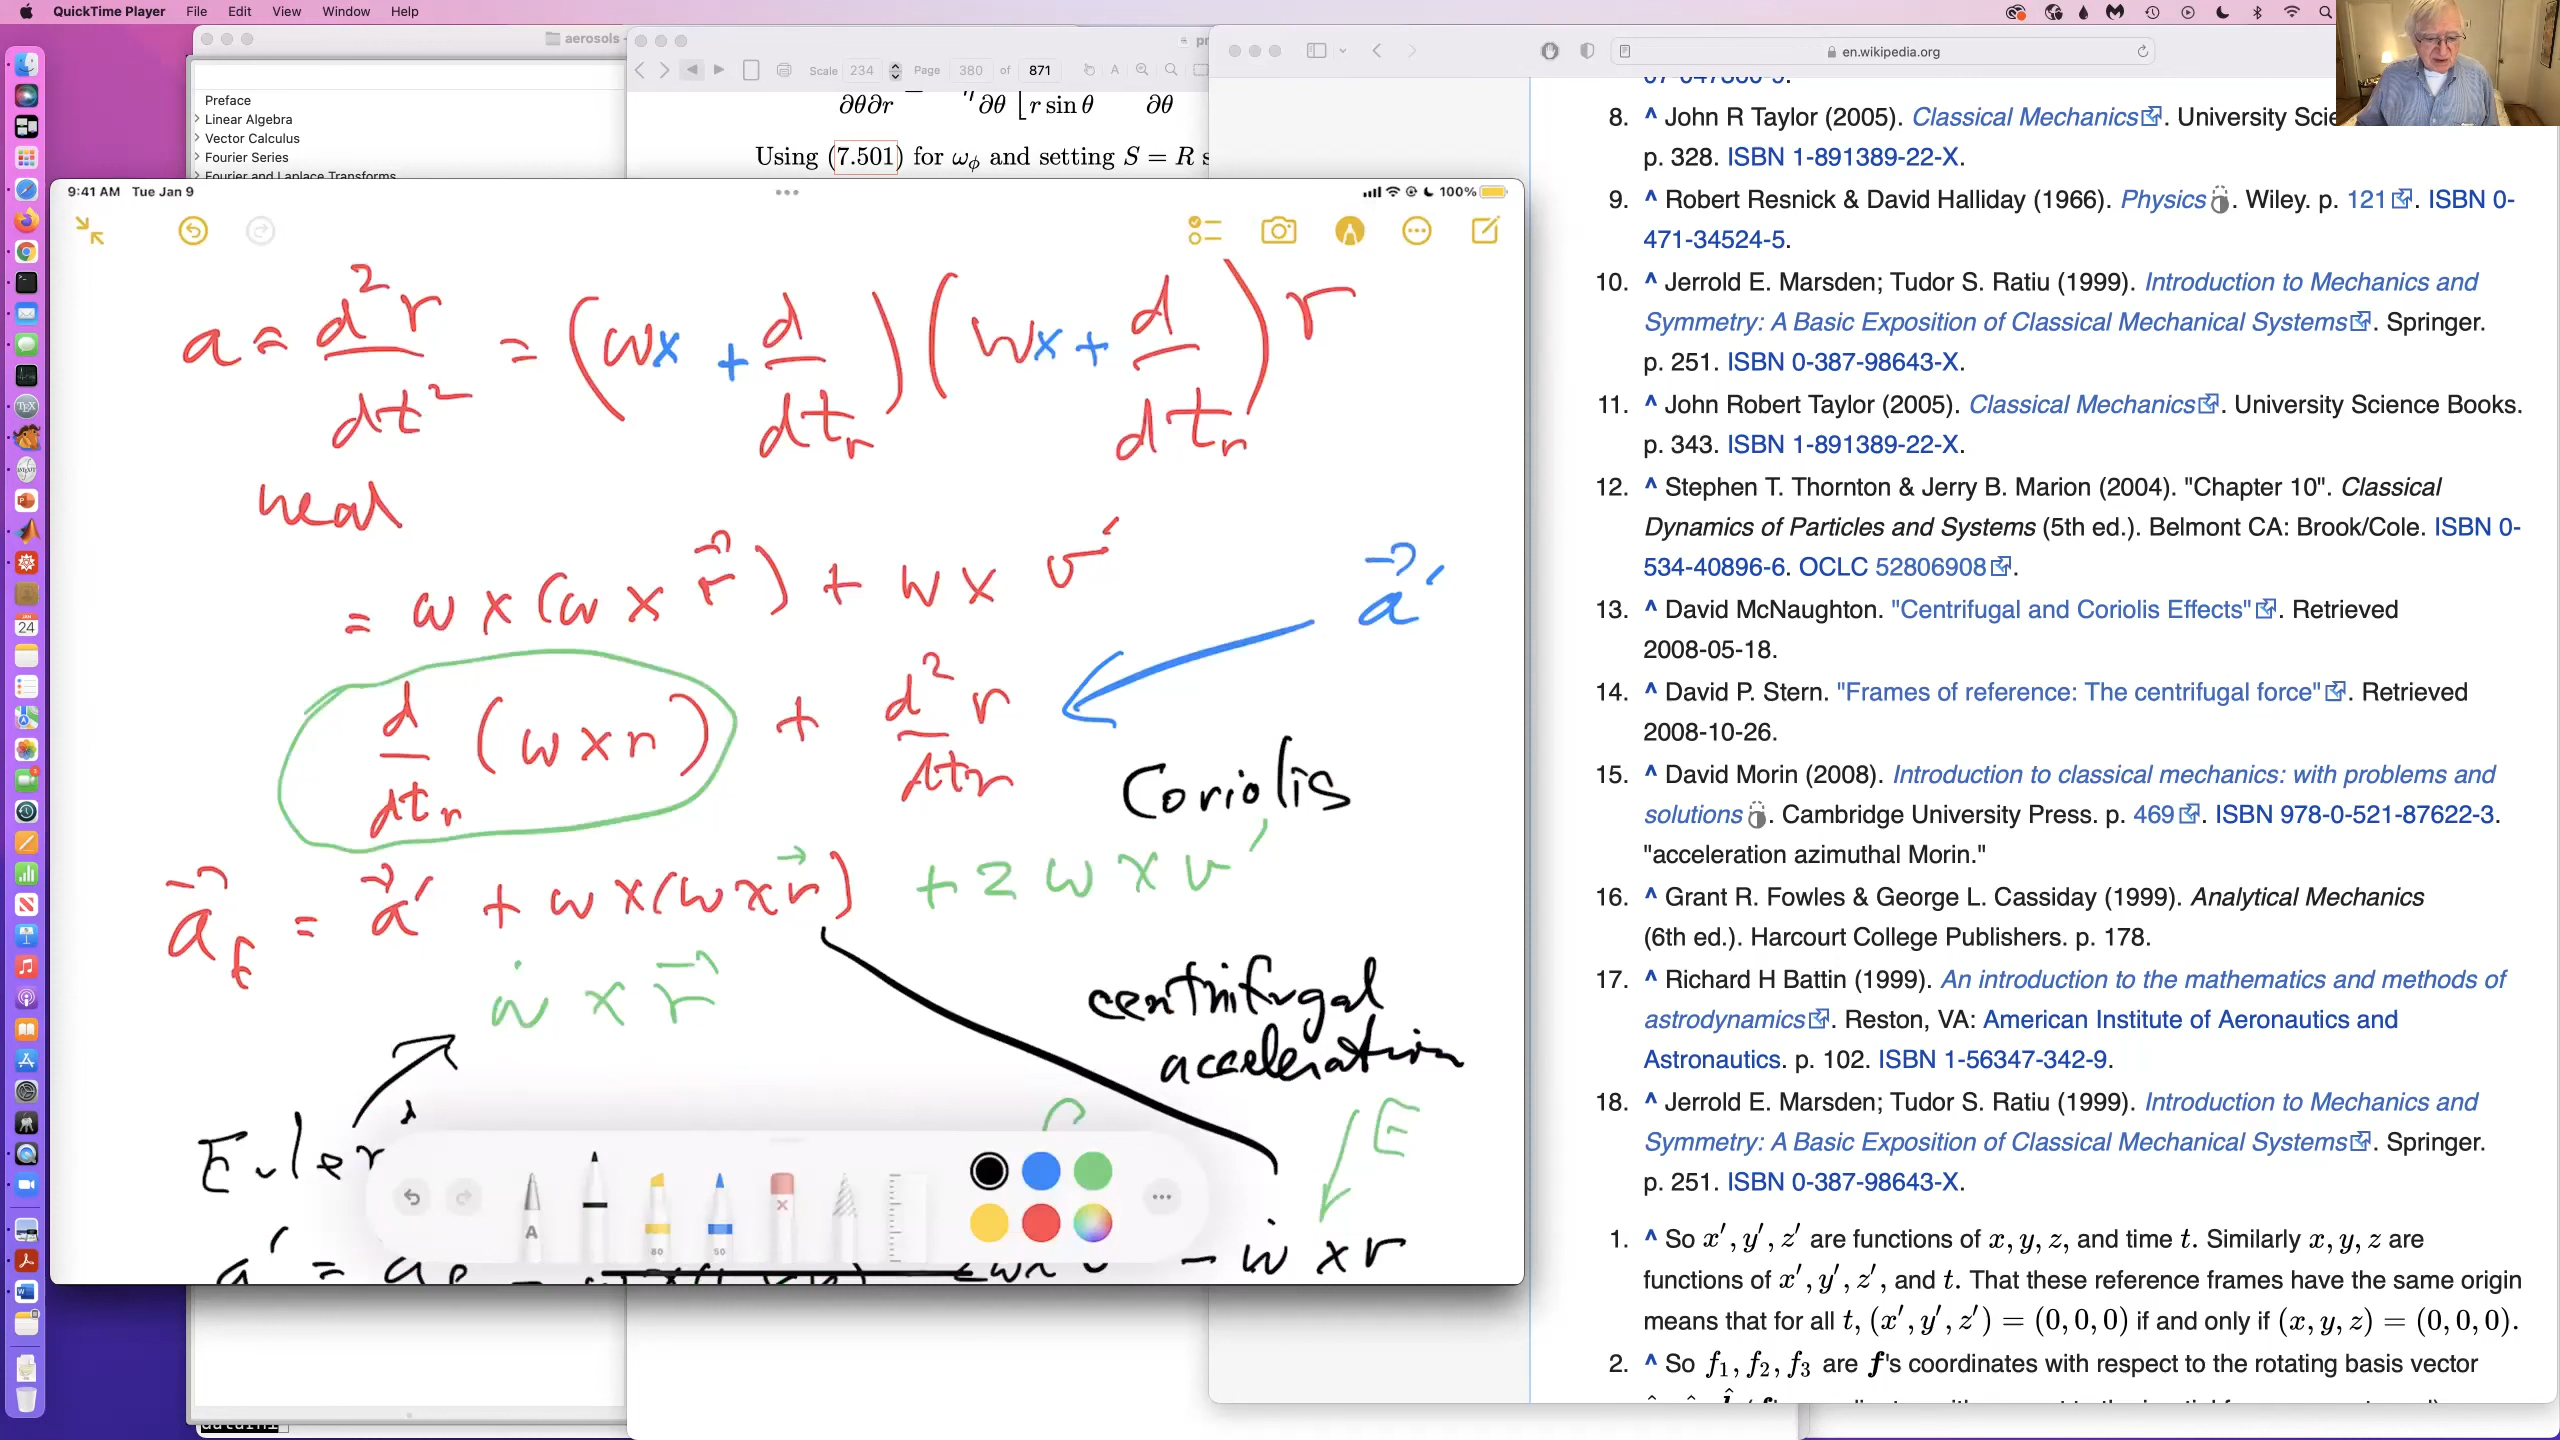 QuickTime Player File Edit View Window Help
aerosols
Scale 234 Page 380 of 871
en.wikipedia.org
Preface
Linear Algebra
Vector Calculus
Fourier Series
Fourier and Laplace Transforms
∂θ∂r = ∂θ [r sin θ ∂θ
Using (7.501) for ω_ϕ and setting S = R s
9:41 AM Tue Jan 9
100%
a = d²r/dt² = (ωx + d/dt_r)(ωx + d/dt_r) r
= ω x (ω x r⃗) + ω x v′
a⃗′
d/dt_r (ω x r) + d²r/dt_r
Coriolis
a⃗_f = a⃗′ + ω x (ω x r⃗) + 2 ω x v′
ω̇ x r⃗
centrifugal
acceleration
Euler
E
A 80 50
a′ =
- ω̇ x r
8. ^ John R Taylor (2005). Classical Mechanics. University Scie
p. 328. ISBN 1-891389-22-X.
9. ^ Robert Resnick & David Halliday (1966). Physics. Wiley. p. 121. ISBN 0-
471-34524-5.
10. ^ Jerrold E. Marsden; Tudor S. Ratiu (1999). Introduction to Mechanics and
Symmetry: A Basic Exposition of Classical Mechanical Systems. Springer.
p. 251. ISBN 0-387-98643-X.
11. ^ John Robert Taylor (2005). Classical Mechanics. University Science Books.
p. 343. ISBN 1-891389-22-X.
12. ^ Stephen T. Thornton & Jerry B. Marion (2004). "Chapter 10". Classical
Dynamics of Particles and Systems (5th ed.). Belmont CA: Brook/Cole. ISBN 0-
534-40896-6. OCLC 52806908.
13. ^ David McNaughton. "Centrifugal and Coriolis Effects". Retrieved
2008-05-18.
14. ^ David P. Stern. "Frames of reference: The centrifugal force". Retrieved
2008-10-26.
15. ^ David Morin (2008). Introduction to classical mechanics: with problems and
solutions. Cambridge University Press. p. 469. ISBN 978-0-521-87622-3.
"acceleration azimuthal Morin."
16. ^ Grant R. Fowles & George L. Cassiday (1999). Analytical Mechanics
(6th ed.). Harcourt College Publishers. p. 178.
17. ^ Richard H Battin (1999). An introduction to the mathematics and methods of
astrodynamics. Reston, VA: American Institute of Aeronautics and
Astronautics. p. 102. ISBN 1-56347-342-9.
18. ^ Jerrold E. Marsden; Tudor S. Ratiu (1999). Introduction to Mechanics and
Symmetry: A Basic Exposition of Classical Mechanical Systems. Springer.
p. 251. ISBN 0-387-98643-X.
1. ^ So x′, y′, z′ are functions of x, y, z, and time t. Similarly x, y, z are
functions of x′, y′, z′, and t. That these reference frames have the same origin
means that for all t, (x′, y′, z′) = (0, 0, 0) if and only if (x, y, z) = (0, 0, 0).
2. ^ So f₁, f₂, f₃ are f's coordinates with respect to the rotating basis vector